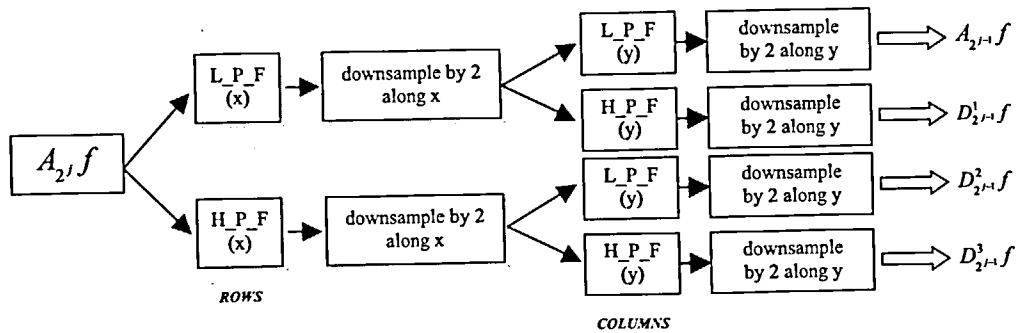 A_{2^j} f
L_P_F
(x)
downsample by 2
along x
L_P_F
(y)
downsample
by 2 along y
A_{2^{j-1}} f
H_P_F
(y)
downsample
by 2 along y
D^1_{2^{j-1}} f
H_P_F
(x)
downsample by 2
along x
L_P_F
(y)
downsample
by 2 along y
D^2_{2^{j-1}} f
H_P_F
(y)
downsample
by 2 along y
D^3_{2^{j-1}} f
ROWS
COLUMNS